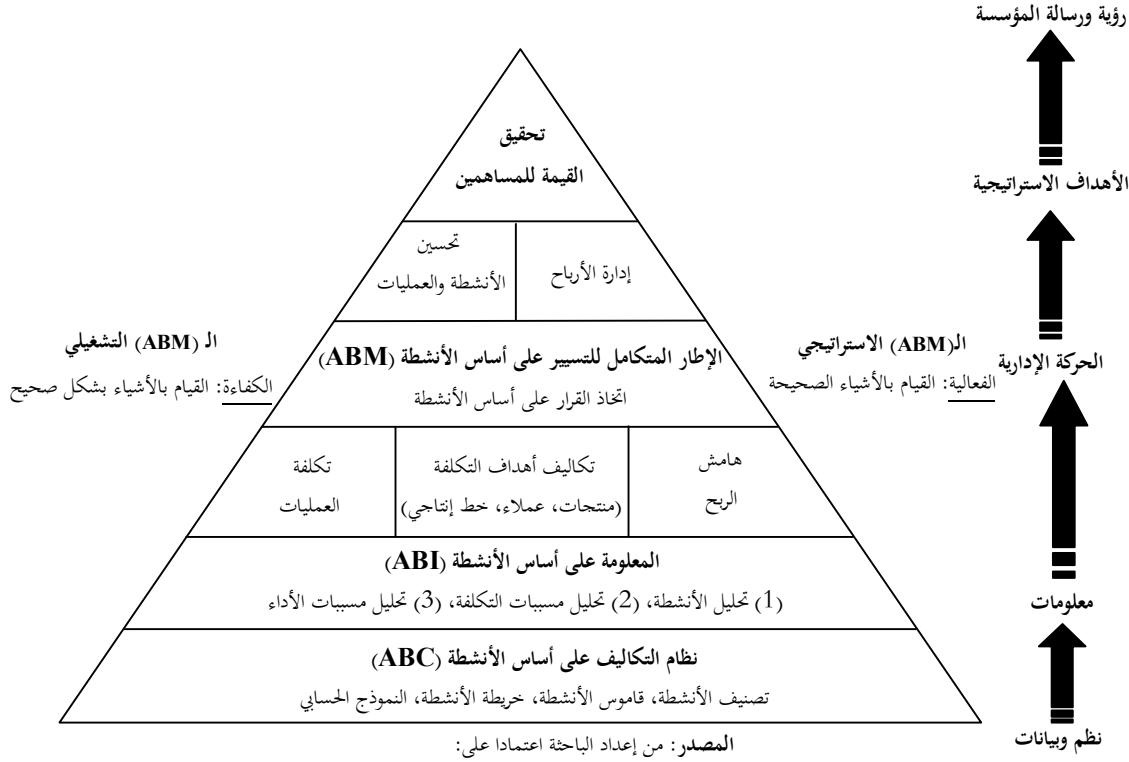 رؤية ورسالة المؤسسة
تحقيق
القيمة للمساهمين
الأهداف الاستراتيجية
إدارة الأرباح
تحسين
الأنشطة والعمليات
الـ(ABM) الاستراتيجي
الفعالية: القيام بالأشياء الصحيحة
الحركة الإدارية
الإطار المتكامل للتسيير على أساس الأنشطة (ABM)
اتخاذ القرار على أساس الأنشطة
الـ (ABM) التشغيلي
الكفاءة: القيام بالأشياء بشكل صحيح
هامش
الربح
تكاليف أهداف التكلفة
(منتجات، عملاء، خط إنتاجي)
تكلفة
العمليات
المعلومة على أساس الأنشطة (ABI)
(1) تحليل الأنشطة، (2) تحليل مسببات التكلفة، (3) تحليل مسببات الأداء
معلومات
نظام التكاليف على أساس الأنشطة (ABC)
تصنيف الأنشطة، قاموس الأنشطة، خريطة الأنشطة، النموذج الحسابي
نظم وبيانات
المصدر: من إعداد الباحثة اعتمادا على: